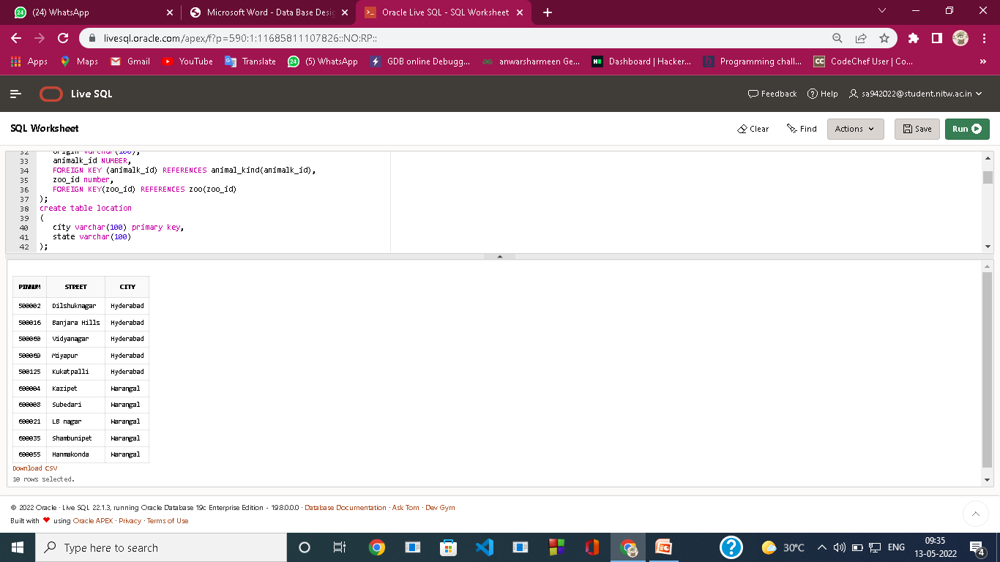 (24) WhatsApp
Microsoft Word - Data Base Desig
Oracle Live SQL - SQL Worksheet
livesql.oracle.com/apex/f?p=590:1:11685811107826::NO:RP::
Apps
Maps
Gmail
YouTube
Translate
(5) WhatsApp
GDB online Debugg...
anwarsharmeen Ge...
Dashboard | Hacker...
Programming chall...
CC CodeChef User | Co...
»
Live SQL
Feedback
Help
sa942022@student.nitw.ac.in
SQL Worksheet
Clear
Find
Actions
Save
Run
32 origin varchar(100),
33 animalk_id NUMBER,
34 FOREIGN KEY (animalk_id) REFERENCES animal_kind(animalk_id),
35 zoo_id number,
36 FOREIGN KEY(zoo_id) REFERENCES zoo(zoo_id)
37 );
38 create table location
39 (
40 city varchar(100) primary key,
41 state varchar(100)
42 );
PINNUM STREET CITY
500002 Dilshuknagar Hyderabad
500016 Banjara Hills Hyderabad
500060 Vidyanagar Hyderabad
500069 Miyapur Hyderabad
500125 Kukatpalli Hyderabad
600004 Kazipet Warangal
600008 Subedari Warangal
600021 LB nagar Warangal
600035 Shambunipet Warangal
600055 Hanmakonda Warangal
Download CSV
10 rows selected.
© 2022 Oracle · Live SQL 22.1.3, running Oracle Database 19c Enterprise Edition - 19.8.0.0.0 · Database Documentation · Ask Tom · Dev Gym
Built with ❤ using Oracle APEX · Privacy · Terms of Use
Type here to search
30°C
ENG
09:35
13-05-2022
4